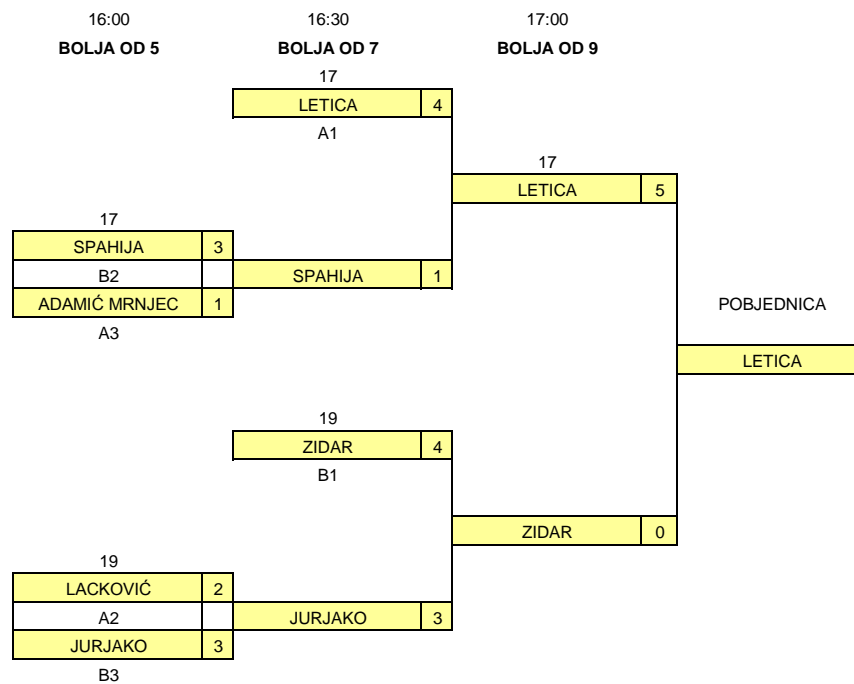 16:00 16:30 17:00
BOLJA OD 5 BOLJA OD 7 BOLJA OD 9
17
LETICA 4
A1
17
LETICA 5
17
SPAHIJA 3
B2 SPAHIJA 1
ADAMIĆ MRNJEC 1 POBJEDNICA
A3
LETICA
19
ZIDAR 4
B1
ZIDAR 0
19
LACKOVIĆ 2
A2 JURJAKO 3
JURJAKO 3
B3